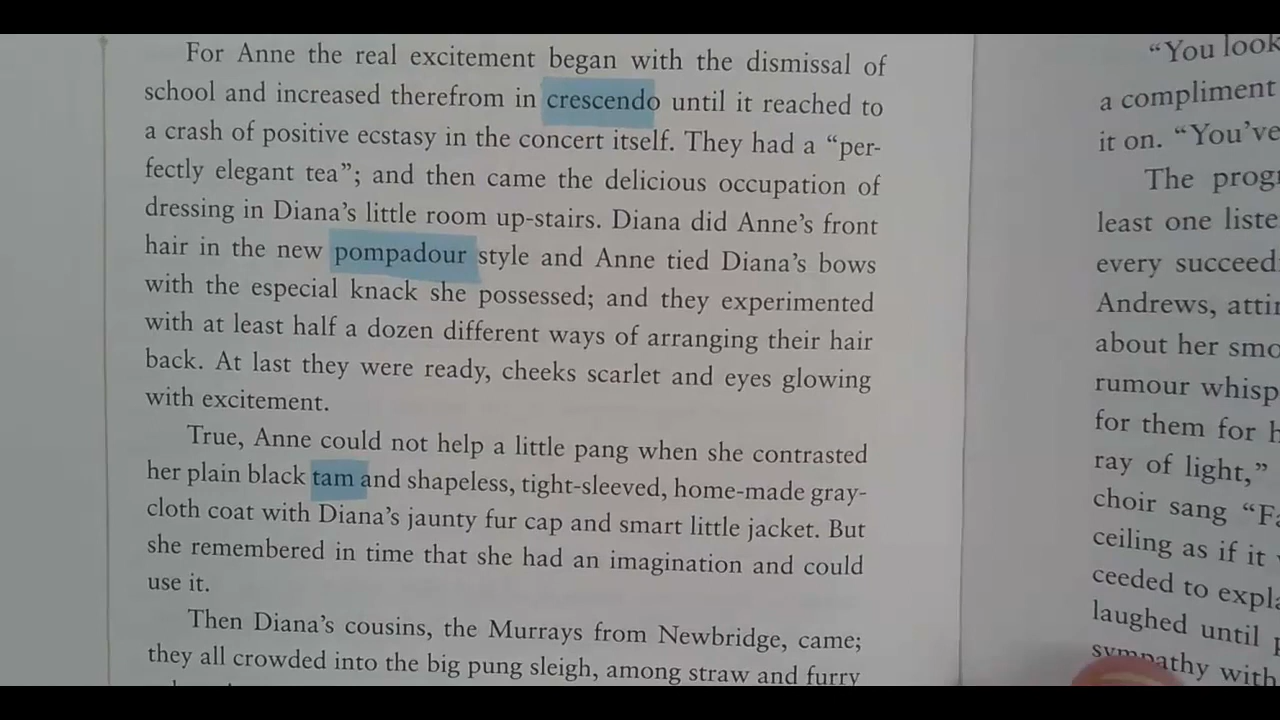 For Anne the real excitement began with the dismissal of
school and increased therefrom in crescendo until it reached to
a crash of positive ecstasy in the concert itself. They had a “per-
fectly elegant tea”; and then came the delicious occupation of
dressing in Diana’s little room up-stairs. Diana did Anne’s front
hair in the new pompadour style and Anne tied Diana’s bows
with the especial knack she possessed; and they experimented
with at least half a dozen different ways of arranging their hair
back. At last they were ready, cheeks scarlet and eyes glowing
with excitement.
True, Anne could not help a little pang when she contrasted
her plain black tam and shapeless, tight-sleeved, home-made gray-
cloth coat with Diana’s jaunty fur cap and smart little jacket. But
she remembered in time that she had an imagination and could
use it.
Then Diana’s cousins, the Murrays from Newbridge, came;
they all crowded into the big pung sleigh, among straw and furry
“You look
a compliment
it on. “You’ve
The
least one
every
Andrews,
about her
rumour
for them for
ray of light,”
choir sang
ceiling as if it
ceeded to
laughed until
sympathy with